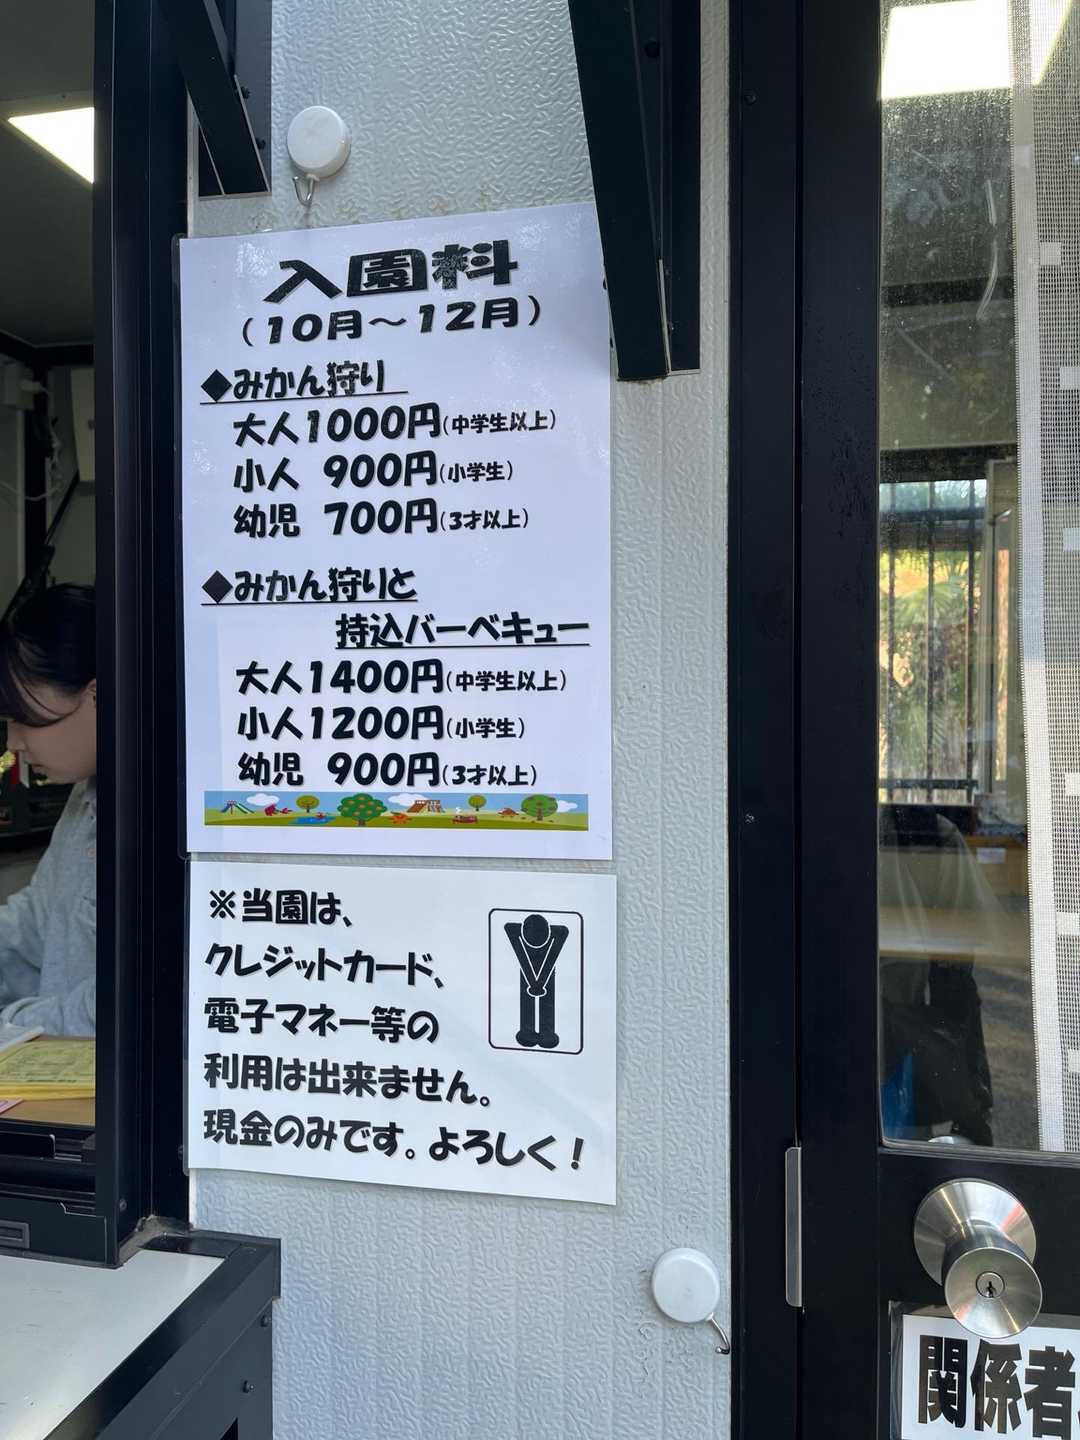 入園料
（10月～12月）
◆みかん狩り
大人1000円（中学生以上）
小人 900円（小学生）
幼児 700円（3才以上）
◆みかん狩りと
持込バーベキュー
大人1400円（中学生以上）
小人1200円（小学生）
幼児 900円（3才以上）
※当園は、
クレジットカード、
電子マネー等の
利用は出来ません。
現金のみです。よろしく！
関係者